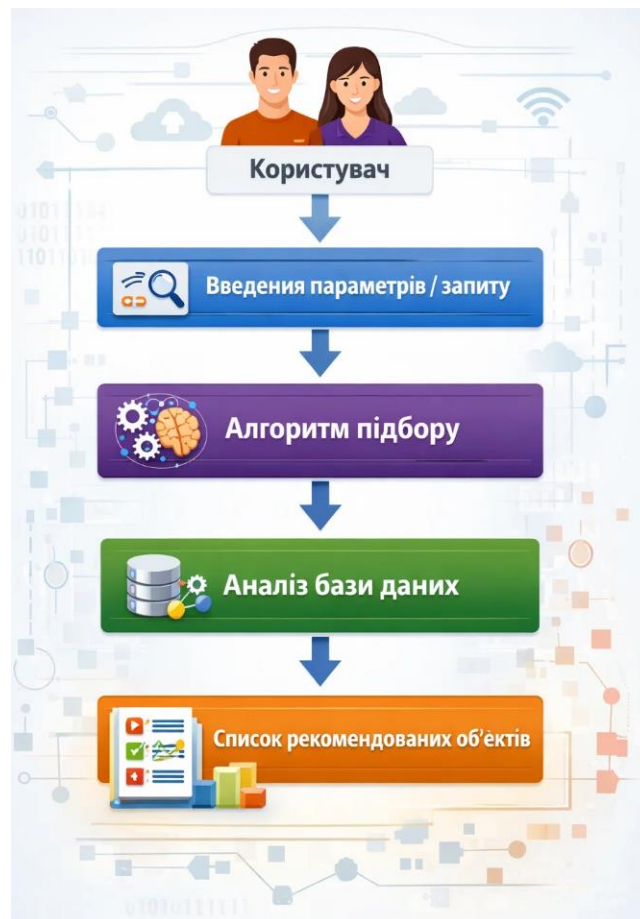 Користувач
Введения параметрів / запиту
Алгоритм підбору
Аналіз бази даних
Список рекомендованих об'єктів